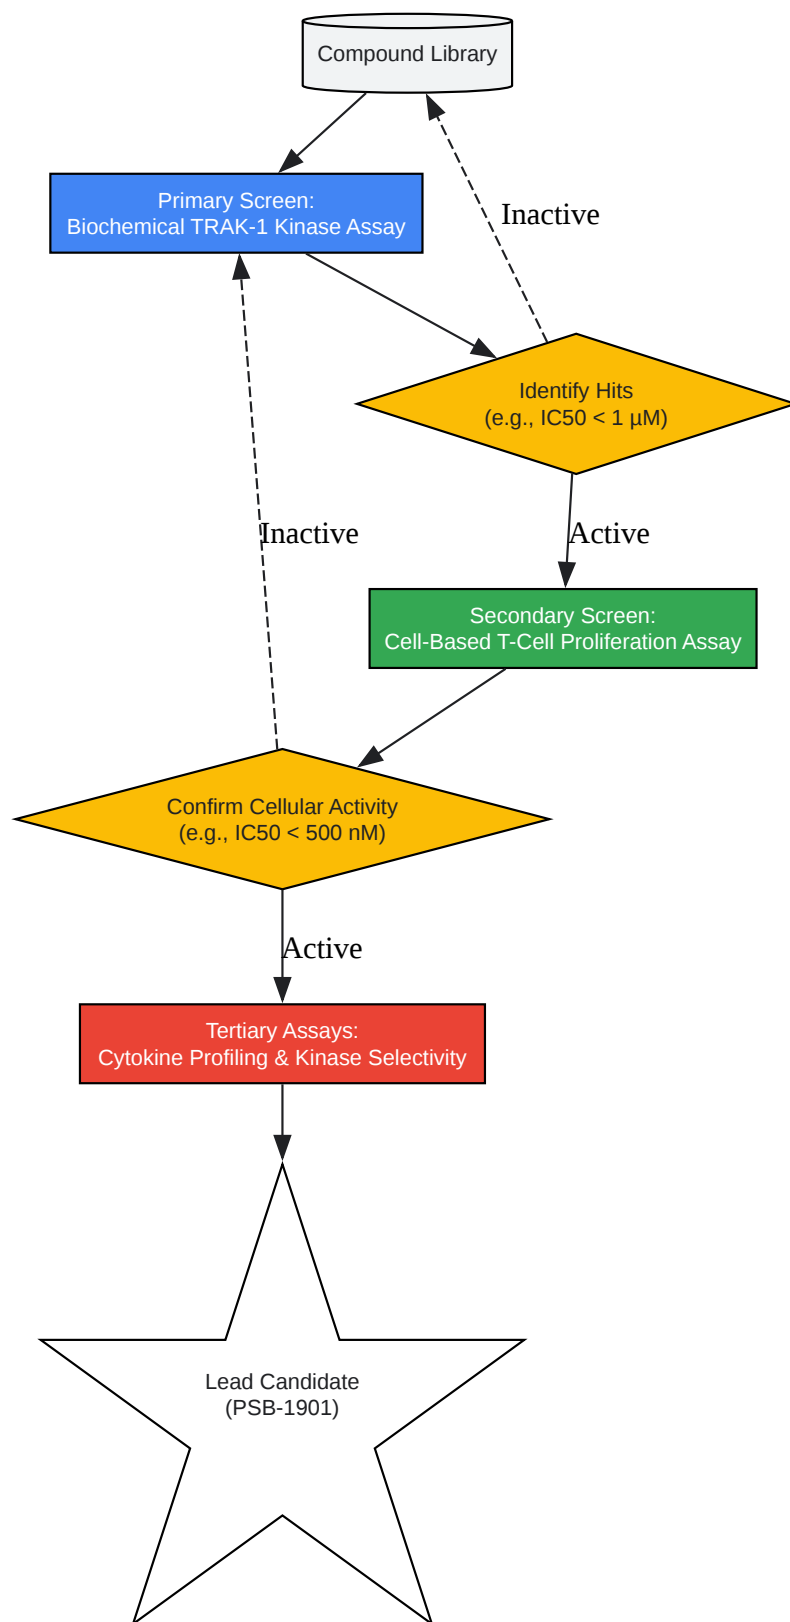 Compound Library
Primary Screen:
Biochemical TRAK-1 Kinase Assay
Inactive
Identify Hits
(e.g., IC50 < 1 µM)
Inactive
Active
Secondary Screen:
Cell-Based T-Cell Proliferation Assay
Confirm Cellular Activity
(e.g., IC50 < 500 nM)
Active
Tertiary Assays:
Cytokine Profiling & Kinase Selectivity
Lead Candidate
(PSB-1901)